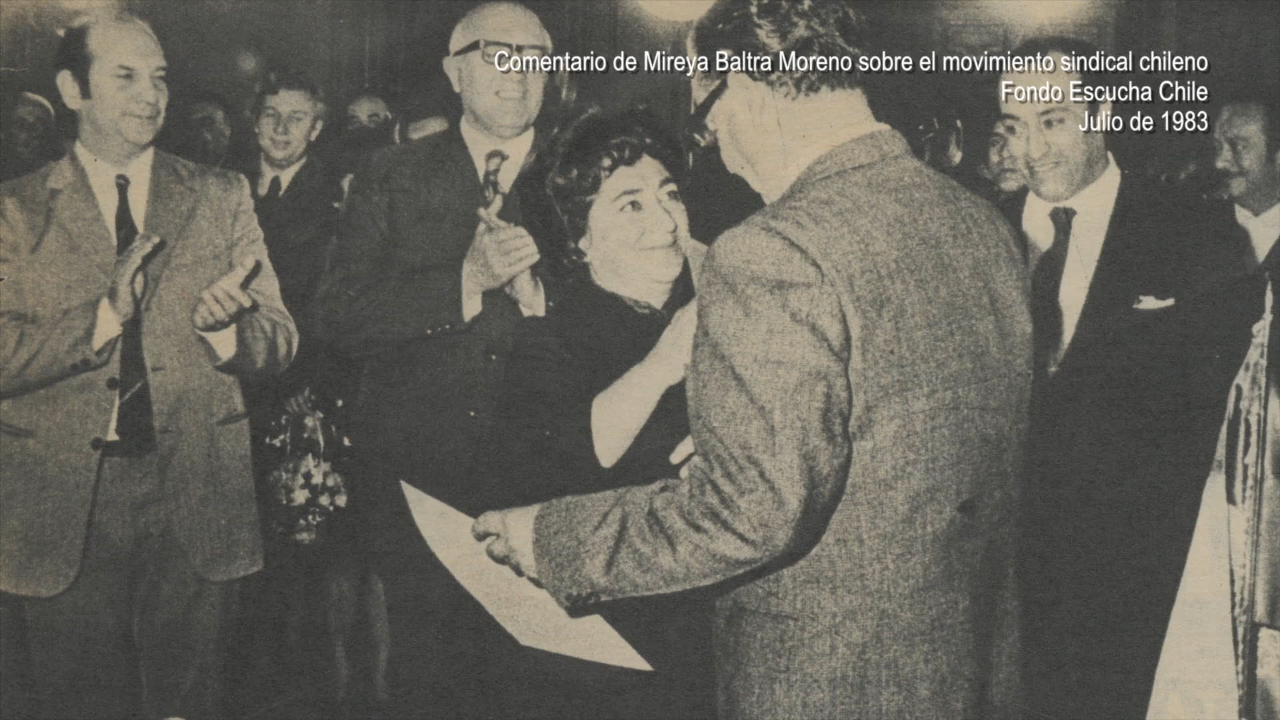 Comentario de Mireya Baltra Moreno sobre el movimiento sindical chileno
Fondo Escucha Chile
Julio de 1983